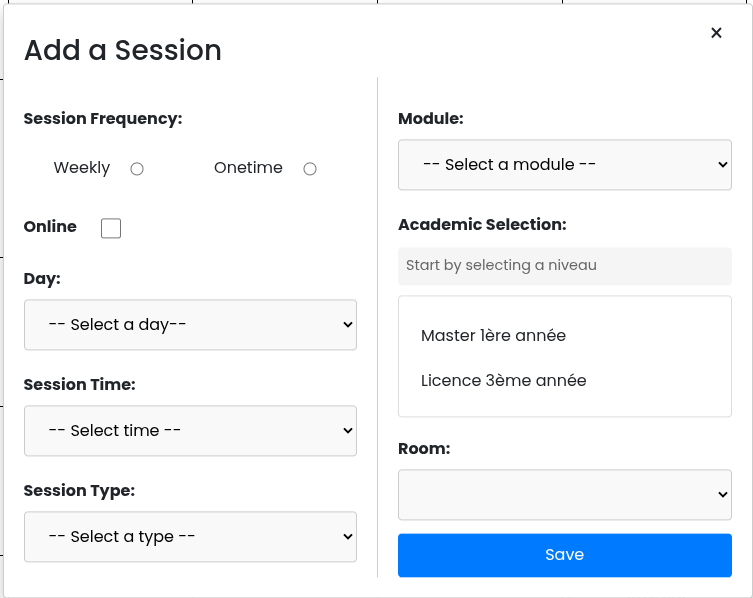 Add a Session
×
Session Frequency:
Weekly
Onetime
Online
Day:
-- Select a day--
Session Time:
-- Select time --
Session Type:
-- Select a type --
Module:
-- Select a module --
Academic Selection:
Start by selecting a niveau
Master 1ère année
Licence 3ème année
Room:
Save